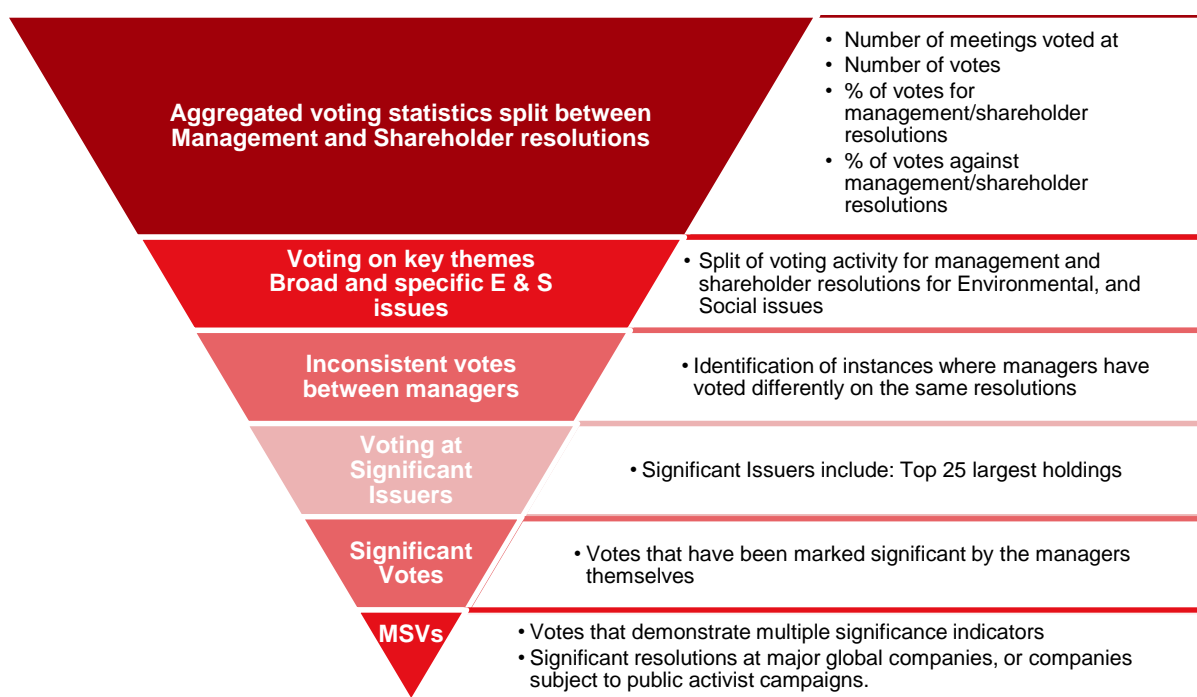 Aggregated voting statistics split between
Management and Shareholder resolutions
• Number of meetings voted at
• Number of votes
• % of votes for
management/shareholder
resolutions
• % of votes against
management/shareholder
resolutions
Voting on key themes
Broad and specific E & S
issues
• Split of voting activity for management and
shareholder resolutions for Environmental, and
Social issues
Inconsistent votes
between managers
• Identification of instances where managers have
voted differently on the same resolutions
Voting at
Significant
Issuers
• Significant Issuers include: Top 25 largest holdings
Significant
Votes
• Votes that have been marked significant by the managers
themselves
MSVs
• Votes that demonstrate multiple significance indicators
• Significant resolutions at major global companies, or companies
subject to public activist campaigns.